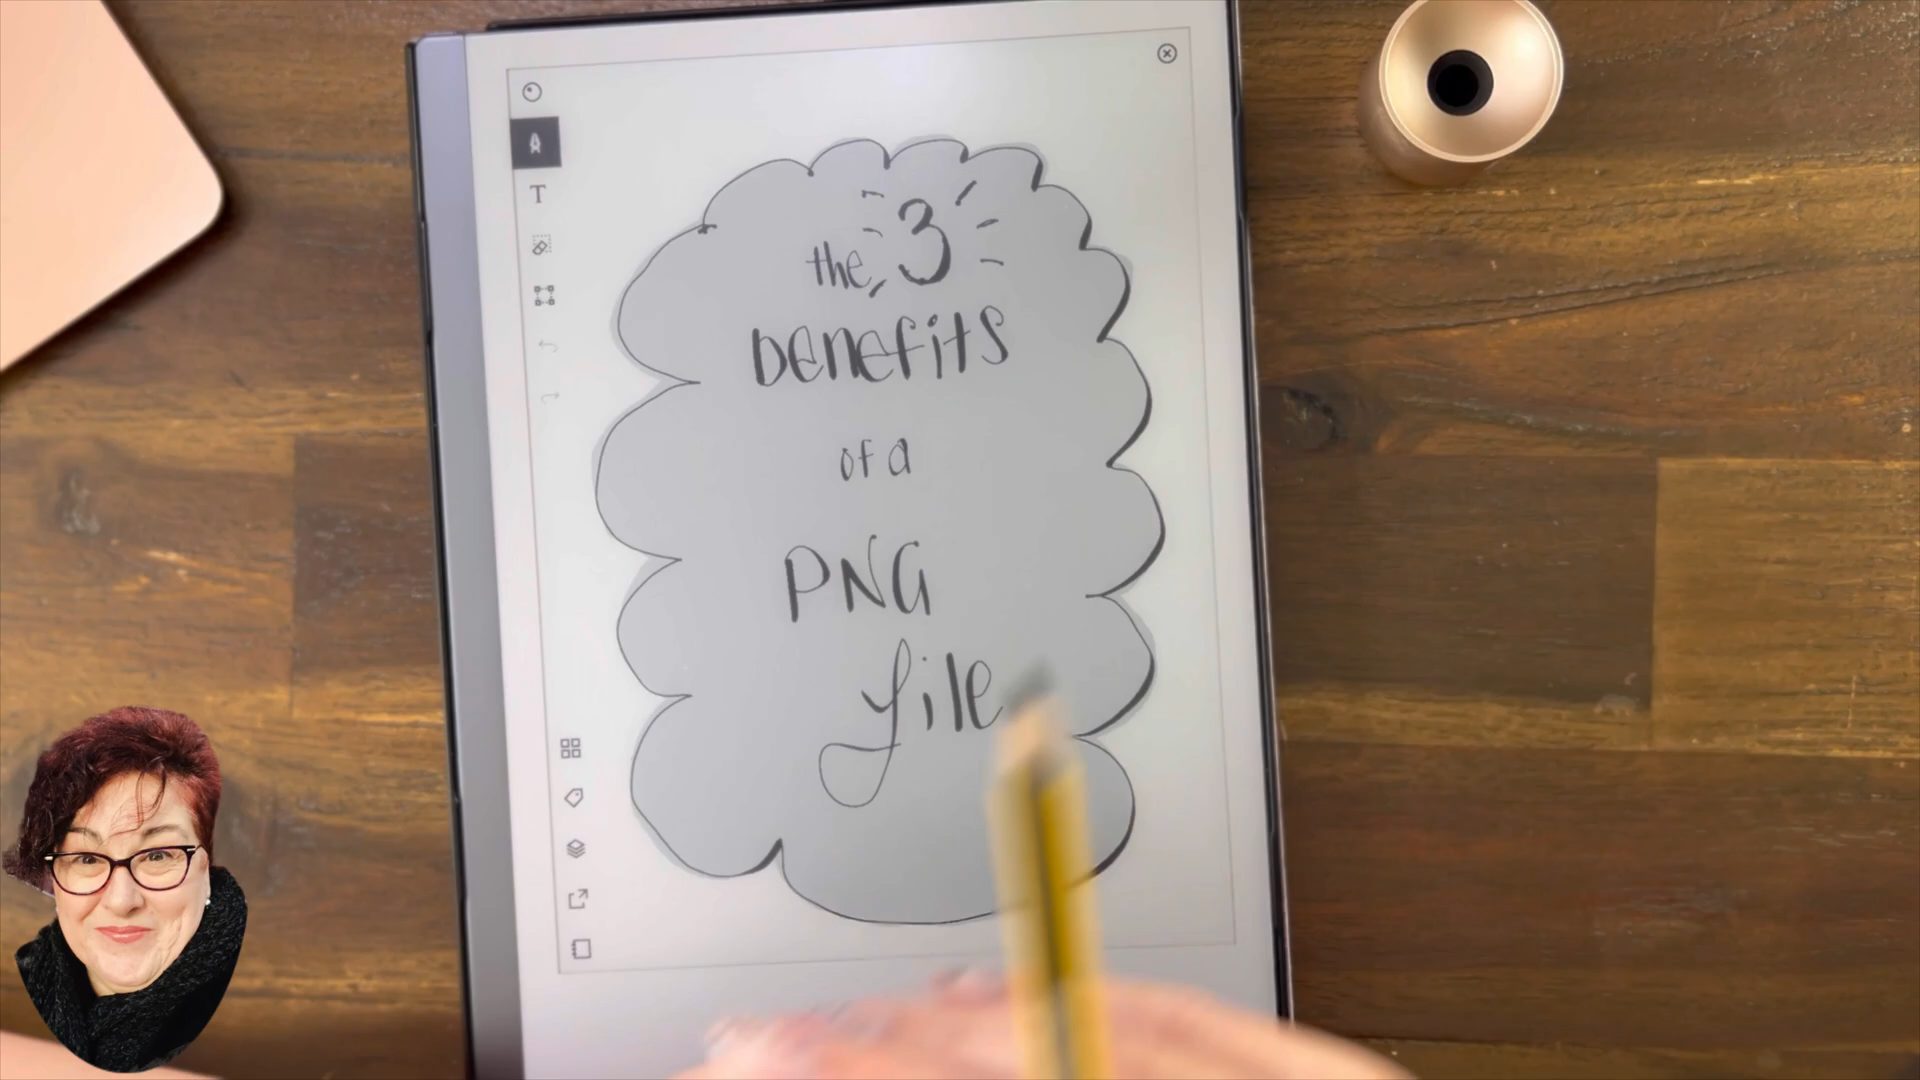 T
the 3
benefits
of a
PNG
file